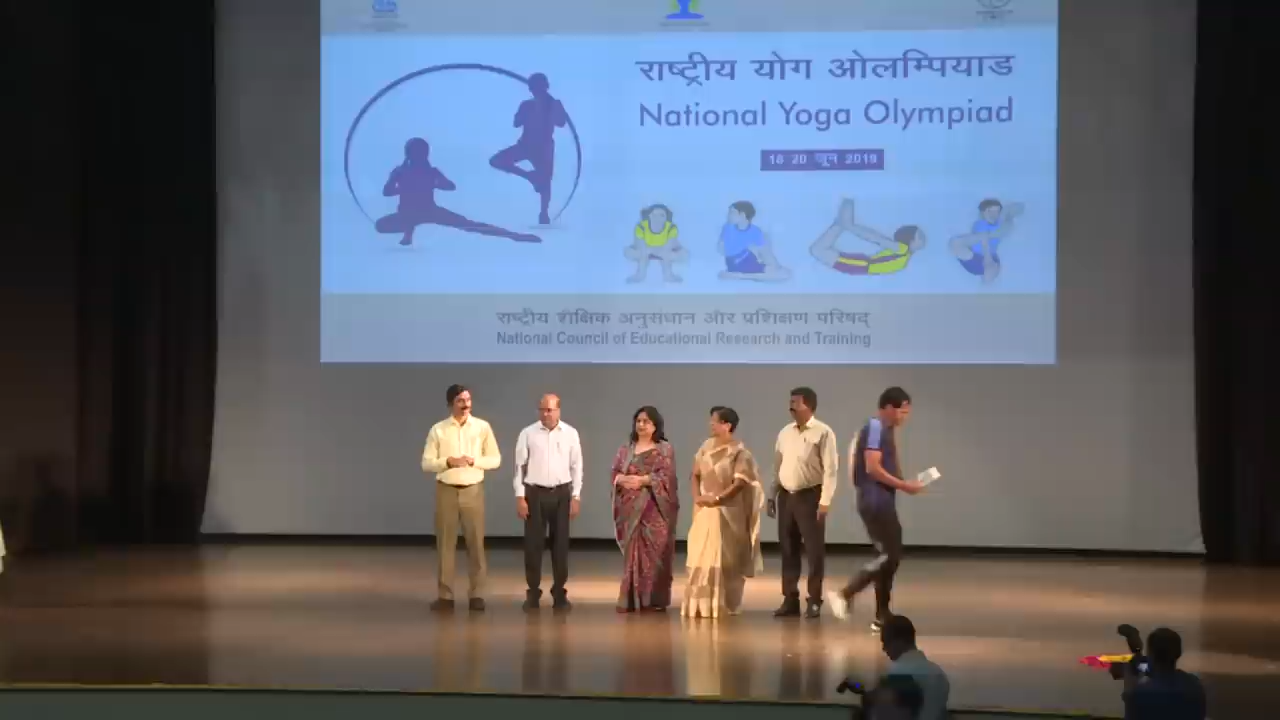 राष्ट्रीय योग ओलम्पियाड
National Yoga Olympiad
18 20 जून 2019
राष्ट्रीय शैक्षिक अनुसंधान और प्रशिक्षण परिषद्
National Council of Educational Research and Training